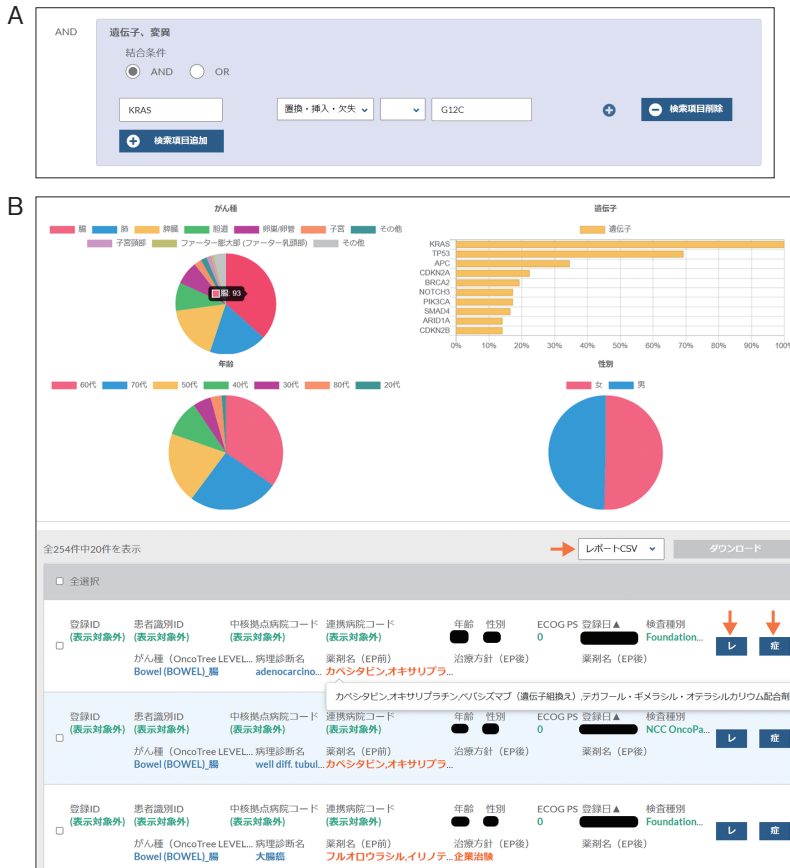 A
AND 遺伝子、変異
結合条件
AND OR
KRAS 置換・挿入・欠失 G12C 検索項目削除
検索項目追加
B
がん種
腸 肺 膵臓 胆道 卵巣/卵管 子宮 その他
子宮頸部 ファーター膨大部 (ファーター乳頭部) その他
腸: 93
遺伝子
遺伝子
KRAS
TP53
APC
CDKN2A
BRCA2
NOTCH3
PIK3CA
SMAD4
ARID1A
CDKN2B
0% 10% 20% 30% 40% 50% 60% 70% 80% 90% 100%
年齢
60代 70代 50代 40代 30代 80代 20代
性別
女 男
全254件中20件を表示 レポートCSV ダウンロード
全選択
登録ID 患者識別ID 中核拠点病院コード 連携病院コード 年齢 性別 ECOG PS 登録日▲ 検査種別
(表示対象外) (表示対象外) (表示対象外) (表示対象外) 0 Foundation... レ 症
がん種（OncoTree LEVEL... 病理診断名 薬剤名（EP前） 治療方針（EP後） 薬剤名（EP後）
Bowel (BOWEL)_腸 adenocarcino... カペシタビン,オキサリプラ...
カペシタビン,オキサリプラチン,ベバシズマブ（遺伝子組換え）,テガフール・ギメラシル・オテラシルカリウム配合剤
登録ID 患者識別ID 中核拠点病院コード 連携病院コード 年齢 性別 ECOG PS 登録日▲ 検査種別
(表示対象外) (表示対象外) (表示対象外) (表示対象外) 0 NCC OncoPa... レ 症
がん種（OncoTree LEVEL... 病理診断名 薬剤名（EP前） 治療方針（EP後） 薬剤名（EP後）
Bowel (BOWEL)_腸 well diff. tubul... カペシタビン,オキサリプラ...
登録ID 患者識別ID 中核拠点病院コード 連携病院コード 年齢 性別 ECOG PS 登録日▲ 検査種別
(表示対象外) (表示対象外) (表示対象外) (表示対象外) 0 Foundation... レ 症
がん種（OncoTree LEVEL... 病理診断名 薬剤名（EP前） 治療方針（EP後） 薬剤名（EP後）
Bowel (BOWEL)_腸 大腸癌 フルオロウラシル,イリノテ... 企業治験